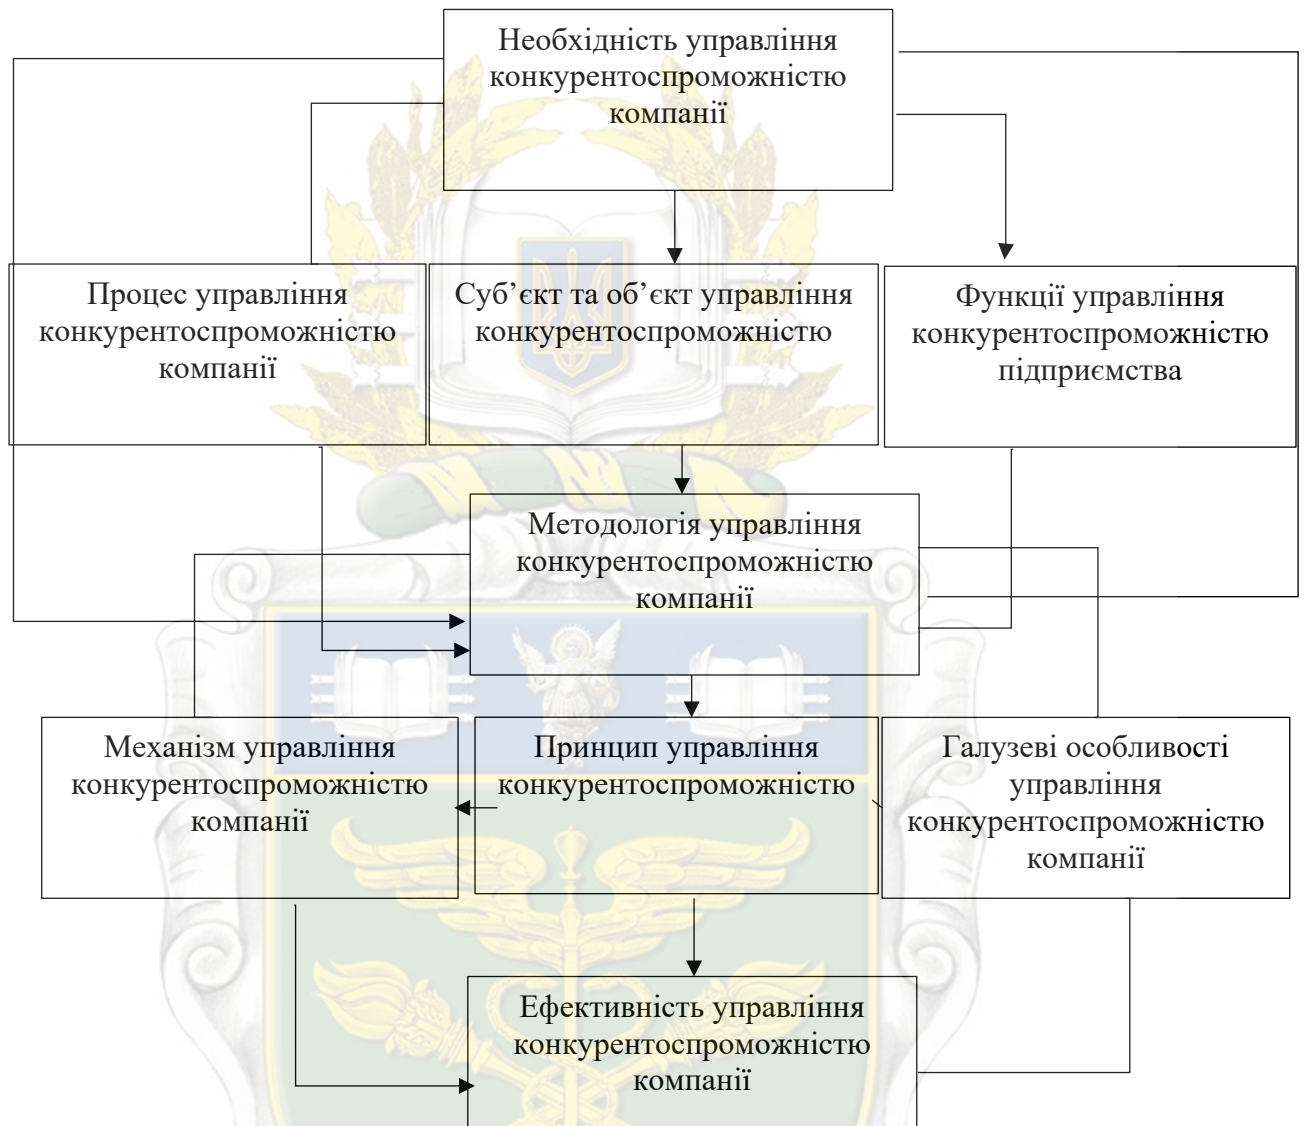 Необхідність управління
конкурентоспроможністю
компанії
Процес управління
конкурентоспроможністю
компанії
Суб’єкт та об’єкт управління
конкурентоспроможністю
Функції управління
конкурентоспроможністю
підприємства
Методологія управління
конкурентоспроможністю
компанії
Механізм управління
конкурентоспроможністю
компанії
Принцип управління
конкурентоспроможністю
Галузеві особливості
управління
конкурентоспроможністю
компанії
Ефективність управління
конкурентоспроможністю
компанії